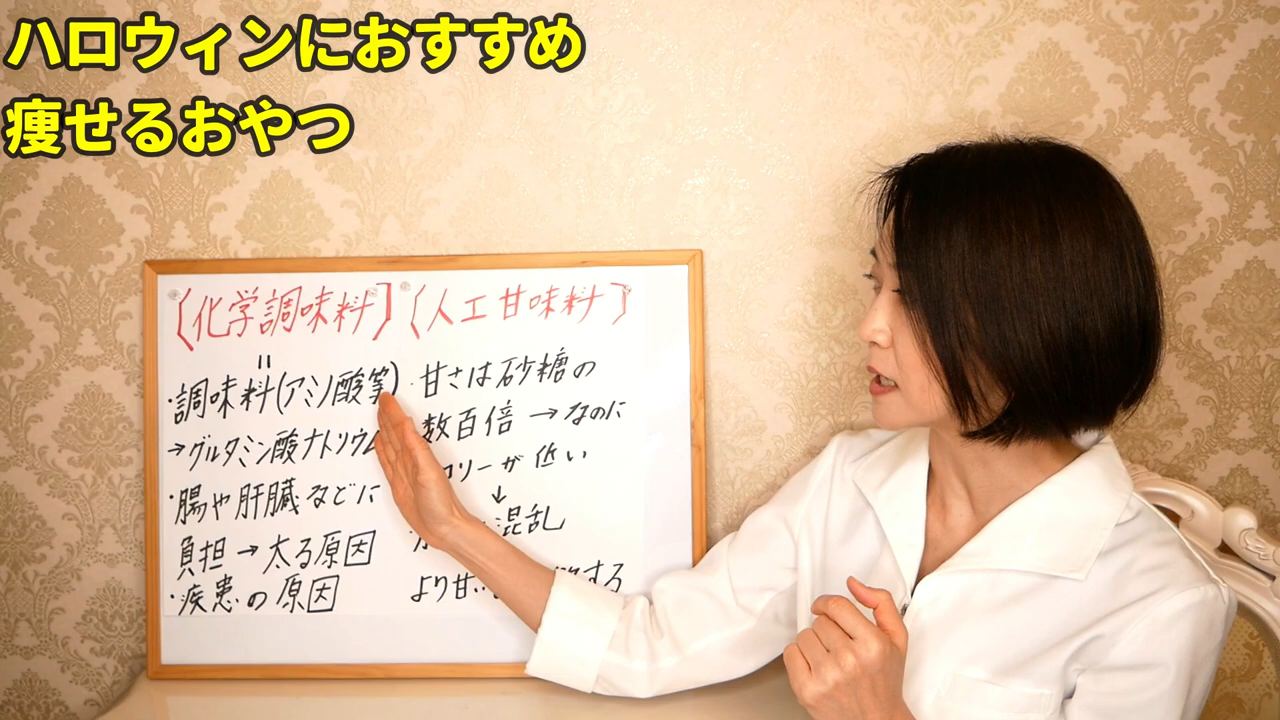 ハロウィンにおすすめ
痩せるおやつ
〔化学調味料〕
＝
・調味料(アミノ酸等)
→グルタミン酸ナトリウム
・腸や肝臓などに
負担→太る原因
・疾患の原因
〔人工甘味料〕
・甘さは砂糖の
数百倍→なのに
ロリーが低い
↓
混乱
より甘い する